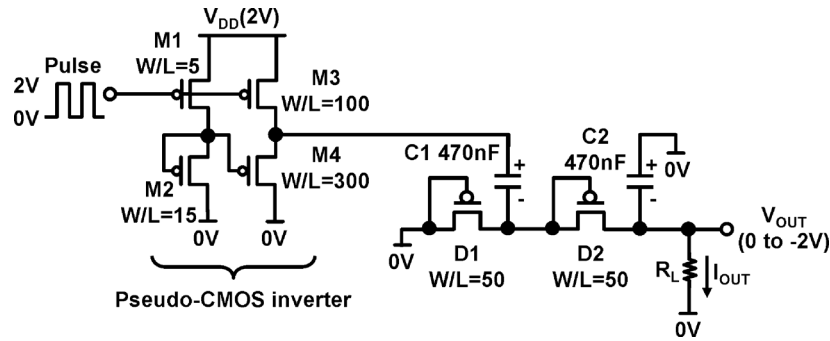 V_DD(2V)
M1
Pulse
W/L=5
M3
2V
W/L=100
0V
C1 470nF
C2
470nF
+
-
+
-
0V
M2
M4
W/L=15
W/L=300
0V
0V
0V
D1
W/L=50
D2
W/L=50
V_OUT
(0 to -2V)
R_L
I_OUT
0V
Pseudo-CMOS inverter